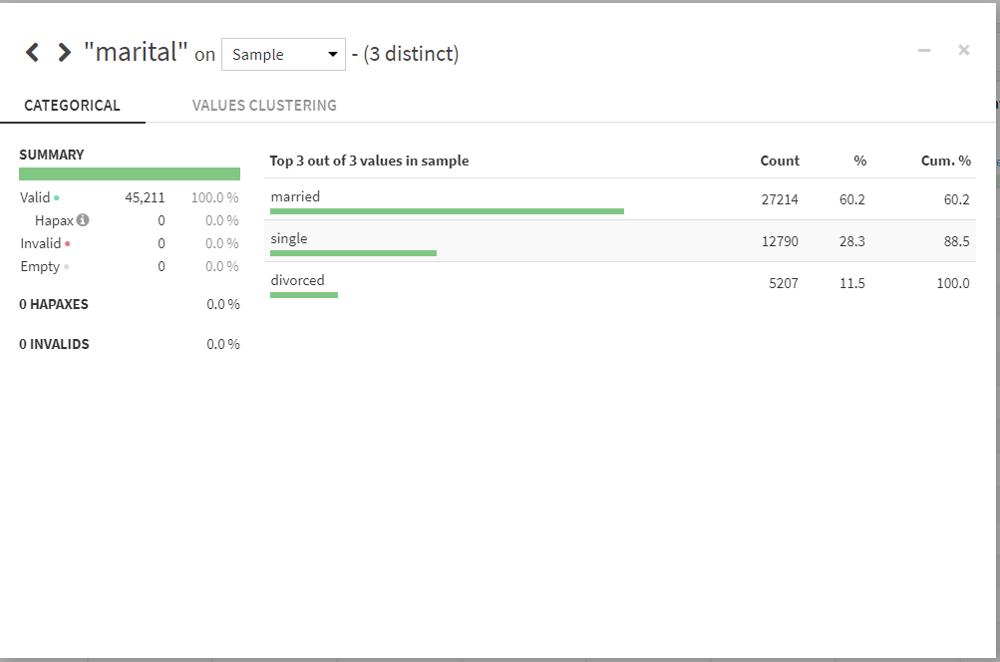 "marital" on Sample - (3 distinct)
CATEGORICAL VALUES CLUSTERING
SUMMARY
Valid 45,211 100.0 %
Hapax 0 0.0 %
Invalid 0 0.0 %
Empty 0 0.0 %
0 HAPAXES 0.0 %
0 INVALIDS 0.0 %
Top 3 out of 3 values in sample Count % Cum. %
married 27214 60.2 60.2
single 12790 28.3 88.5
divorced 5207 11.5 100.0